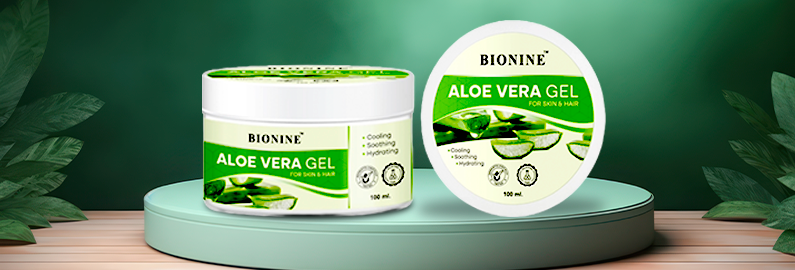 BIONINE™
ALOE VERA GEL
FOR SKIN & HAIR
• Cooling
• Soothing
• Hydrating
100 ml.
BIONINE™
ALOE VERA GEL
FOR SKIN & HAIR
• Cooling
• Soothing
• Hydrating
100 ml.